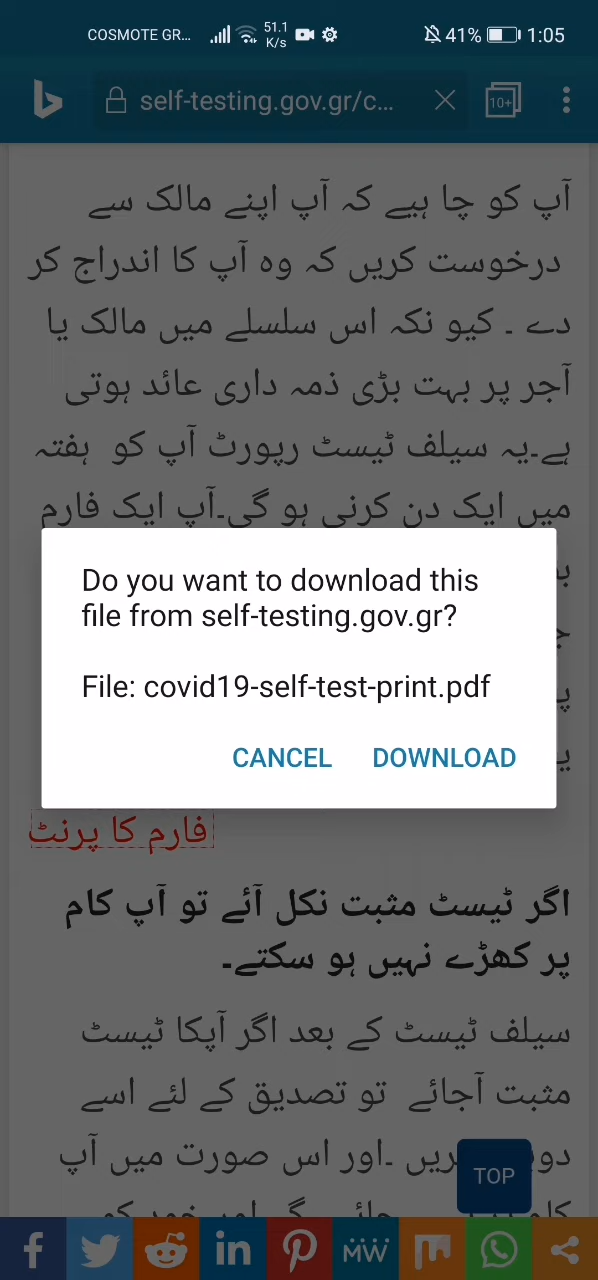 COSMOTE GR...
51.1
K/s
41%
1:05
self-testing.gov.gr/c...
10+
آپ کو چا ہیے کہ آپ اپنے مالک سے
درخوست کریں کہ وہ آپ کا اندراج کر
دے ۔ کیو نکہ اس سلسلے میں مالک یا
آجر پر بہت بڑی ذمہ داری عائد ہوتی
ہے۔یہ سیلف ٹیسٹ رپورٹ آپ کو ہفتہ
میں ایک دن کرنی ہو گی۔آپ ایک فارم
Do you want to download this
file from self-testing.gov.gr?
File: covid19-self-test-print.pdf
CANCEL
DOWNLOAD
فارم کا پرنٹ
اگر ٹیسٹ مثبت نکل آئے تو آپ کام
پر کھڑے نہیں ہو سکتے۔
سیلف ٹیسٹ کے بعد اگر آپکا ٹیسٹ
مثبت آجائے تو تصدیق کے لئے اسے
۔اور اس صورت میں آپ
TOP